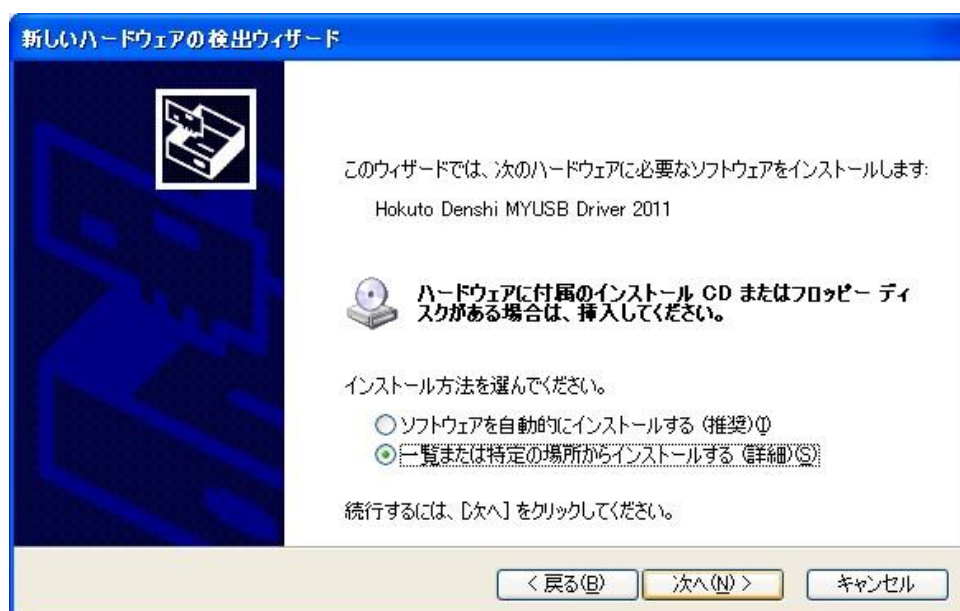 新しいハードウェアの検出ウィザード
このウィザードでは、次のハードウェアに必要なソフトウェアをインストールします:
Hokuto Denshi MYUSB Driver 2011
ハードウェアに付属のインストール CD またはフロッピー ディ
スクがある場合は、挿入してください。
インストール方法を選んでください。
ソフトウェアを自動的にインストールする (推奨)(I)
一覧または特定の場所からインストールする (詳細)(S)
続行するには、[次へ] をクリックしてください。
< 戻る(B) 次へ(N) > キャンセル